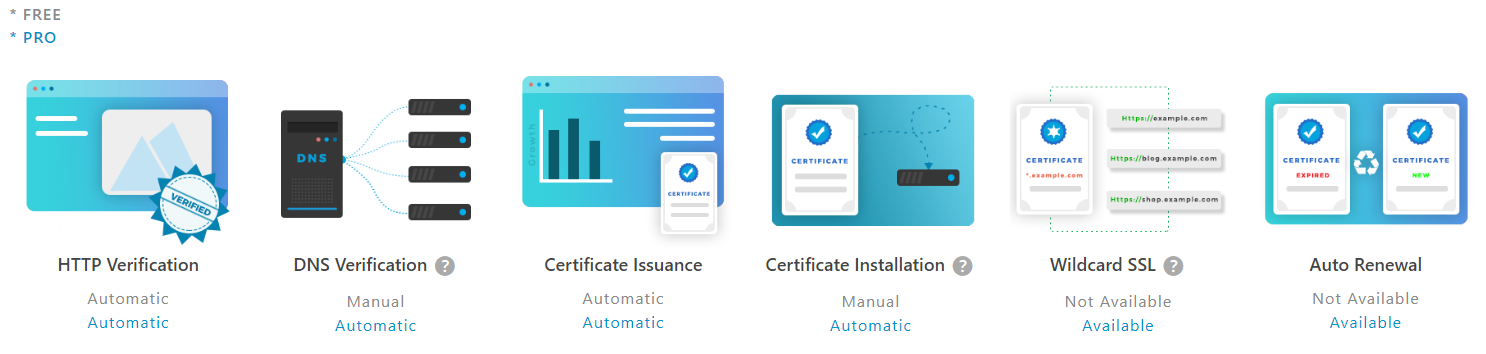 * FREE
* PRO
VERIFIED
DNS
Growth
CERTIFICATE
CERTIFICATE
CERTIFICATE
*.example.com
Https://example.com
Https://blog.example.com
Https://shop.example.com
CERTIFICATE
EXPIRED
CERTIFICATE
NEW
HTTP Verification
Automatic
Automatic
DNS Verification ?
Manual
Automatic
Certificate Issuance
Automatic
Automatic
Certificate Installation ?
Manual
Automatic
Wildcard SSL ?
Not Available
Available
Auto Renewal
Not Available
Available